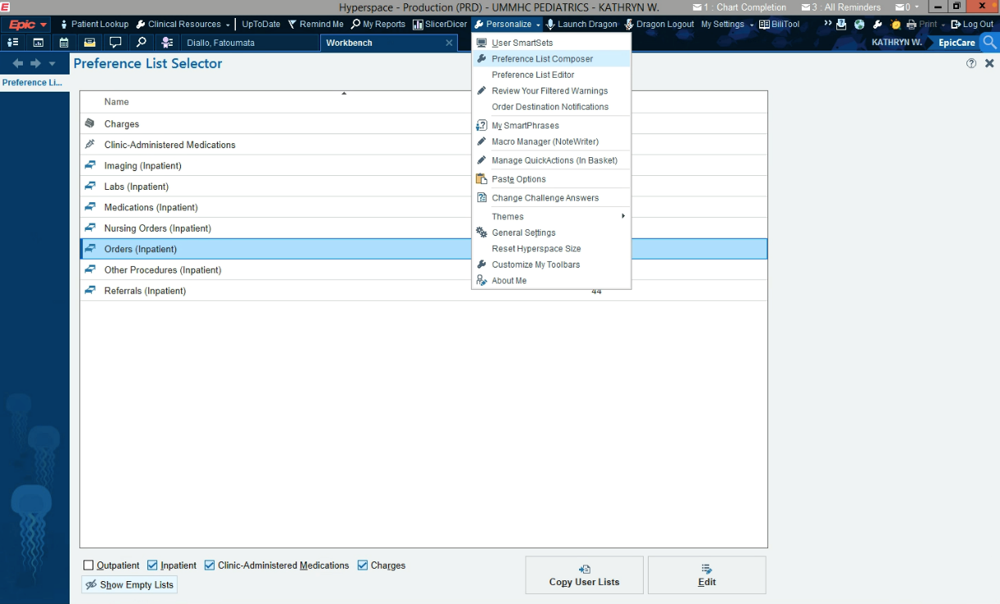 E Hyperspace - Production (PRD) - UMMHC PEDIATRICS - KATHRYN W. 1 : Chart Completion 3 : All Reminders 0
Epic Patient Lookup Clinical Resources UpToDate Remind Me My Reports SlicerDicer Personalize Launch Dragon Dragon Logout My Settings BiliTool Print Log Out
Diallo, Fatoumata Workbench KATHRYN W. EpicCare
Preference List Selector
Preference Li...
Name
Charges
Clinic-Administered Medications
Imaging (Inpatient)
Labs (Inpatient)
Medications (Inpatient)
Nursing Orders (Inpatient)
Orders (Inpatient)
Other Procedures (Inpatient)
Referrals (Inpatient) 44
User SmartSets
Preference List Composer
Preference List Editor
Review Your Filtered Warnings
Order Destination Notifications
My SmartPhrases
Macro Manager (NoteWriter)
Manage QuickActions (In Basket)
Paste Options
Change Challenge Answers
Themes
General Settings
Reset Hyperspace Size
Customize My Toolbars
About Me
Outpatient Inpatient Clinic-Administered Medications Charges
Show Empty Lists
Copy User Lists
Edit